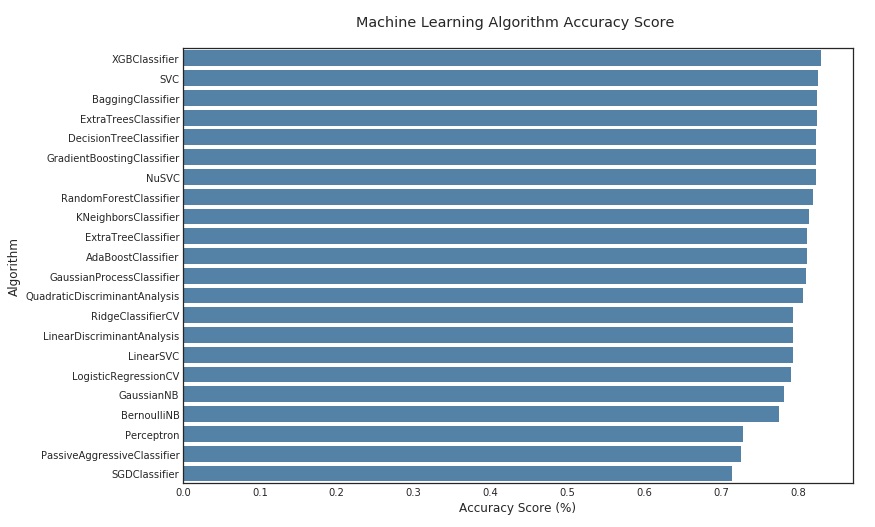 Machine Learning Algorithm Accuracy Score
Algorithm
XGBClassifier
SVC
BaggingClassifier
ExtraTreesClassifier
DecisionTreeClassifier
GradientBoostingClassifier
NuSVC
RandomForestClassifier
KNeighborsClassifier
ExtraTreeClassifier
AdaBoostClassifier
GaussianProcessClassifier
QuadraticDiscriminantAnalysis
RidgeClassifierCV
LinearDiscriminantAnalysis
LinearSVC
LogisticRegressionCV
GaussianNB
BernoulliNB
Perceptron
PassiveAggressiveClassifier
SGDClassifier
0.0 0.1 0.2 0.3 0.4 0.5 0.6 0.7 0.8
Accuracy Score (%)